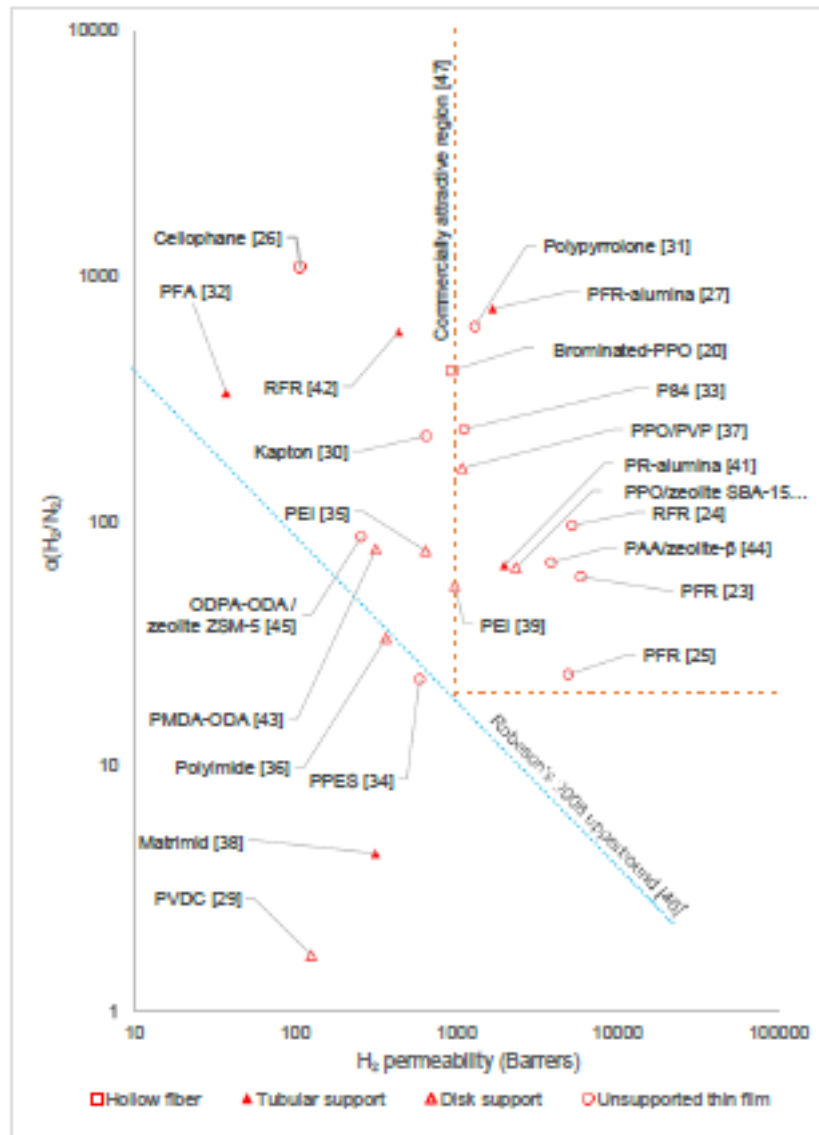 10000
1000
100
10
1
α(H₂/N₂)
Commercially attractive region [47]
Cellophane [26]
PFA [32]
RFR [42]
Kapton [30]
PEI [35]
ODPA-ODA /
zeolite ZSM-5 [45]
PMDA-ODA [43]
Polyimide [36]
PPES [34]
Matrimid [38]
PVDC [29]
Polypyrrolone [31]
PFR-alumina [27]
Brominated-PPO [20]
P84 [33]
PPO/PVP [37]
PR-alumina [41]
PPO/zeolite SBA-15...
RFR [24]
PAA/zeolite-β [44]
PFR [23]
PEI [39]
PFR [25]
Robeson's 2008 upperbound [46]
10
100
1000
10000
100000
H₂ permeability (Barrers)
Hollow fiber
Tubular support
Disk support
Unsupported thin film